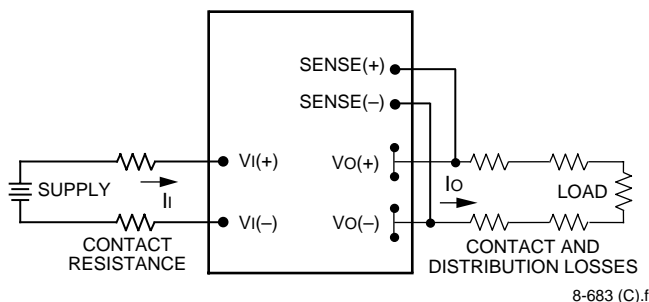 SENSE(+)
SENSE(–)
VI(+)
VO(+)
SUPPLY
II
IO
LOAD
VI(–)
VO(–)
CONTACT
RESISTANCE
CONTACT AND
DISTRIBUTION LOSSES
8-683 (C).f